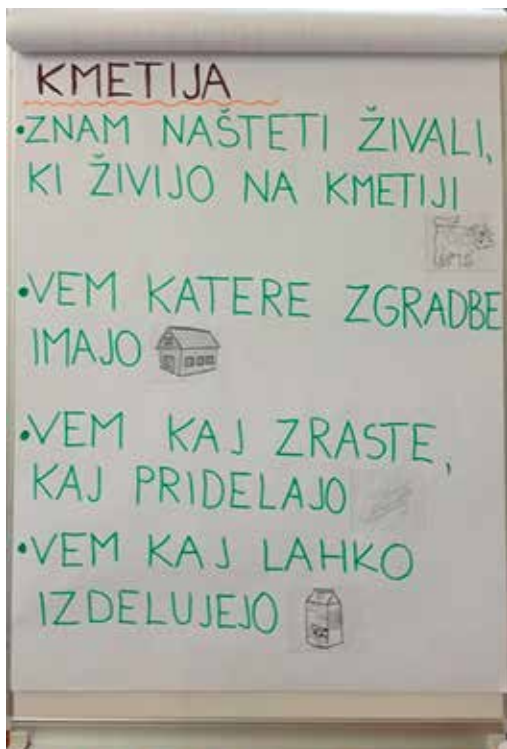 KMETIJA
•ZNAM NAŠTETI ŽIVALI,
KI ŽIVIJO NA KMETIJI
•VEM KATERE ZGRADBE
IMAJO
•VEM KAJ ZRASTE,
KAJ PRIDELAJO
•VEM KAJ LAHKO
IZDELUJEJO